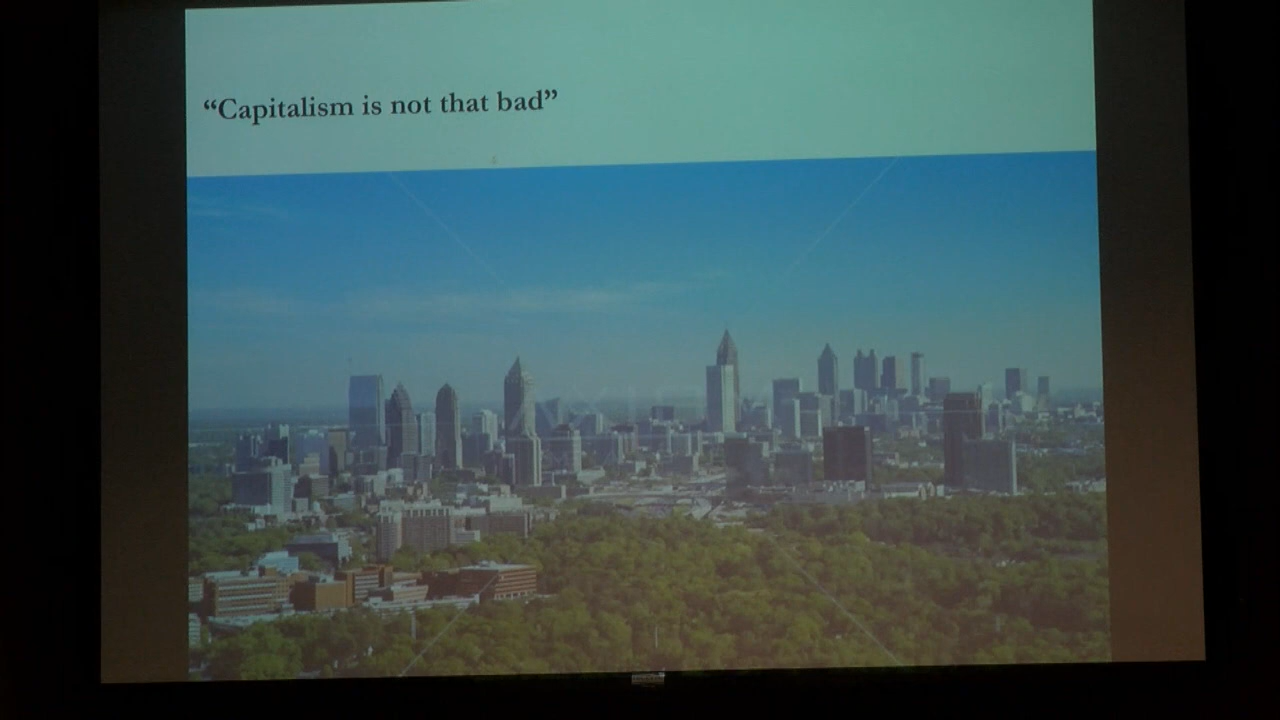 “Capitalism is not that bad”